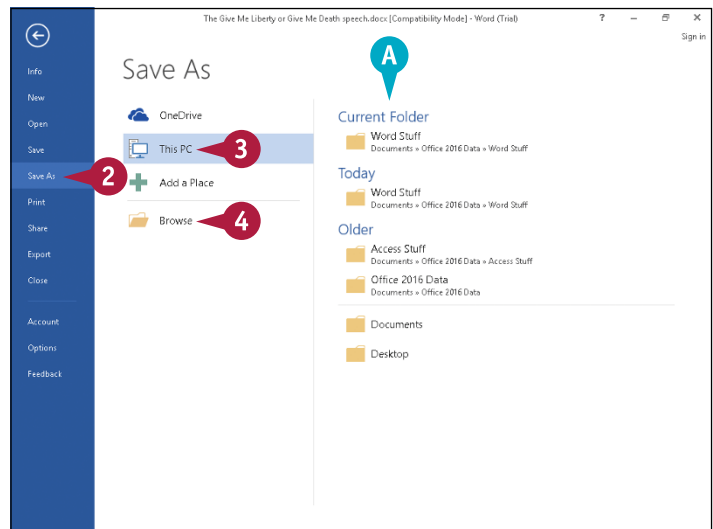 The Give Me Liberty or Give Me Death speech.docx [Compatibility Mode] - Word (Trial)
?
Sign in
Info
New
Open
Save
Save As
Print
Share
Export
Close
Account
Options
Feedback
Save As
2
OneDrive
This PC
3
Add a Place
Browse
4
A
Current Folder
Word Stuff
Documents » Office 2016 Data » Word Stuff
Today
Word Stuff
Documents » Office 2016 Data » Word Stuff
Older
Access Stuff
Documents » Office 2016 Data » Access Stuff
Office 2016 Data
Documents » Office 2016 Data
Documents
Desktop